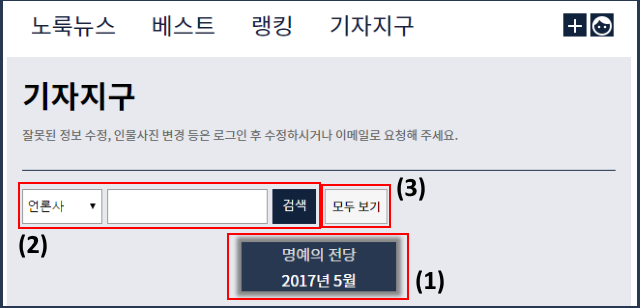 노룩뉴스 베스트 랭킹 기자지구
기자지구
잘못된 정보 수정, 인물사진 변경 등은 로그인 후 수정하시거나 이메일로 요청해 주세요.
언론사 ▼ 검색 모두 보기 (3)
(2)
명예의 전당
2017년 5월 (1)